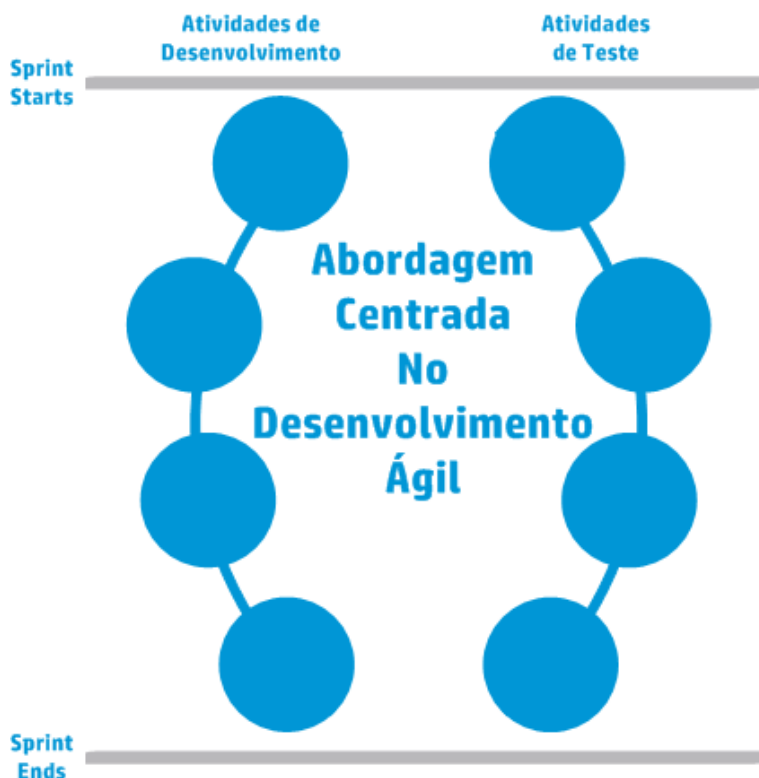 Atividades de
Desenvolvimento
Atividades
de Teste
Sprint
Starts
Abordagem
Centrada
No
Desenvolvimento
Ágil
Sprint
Ends